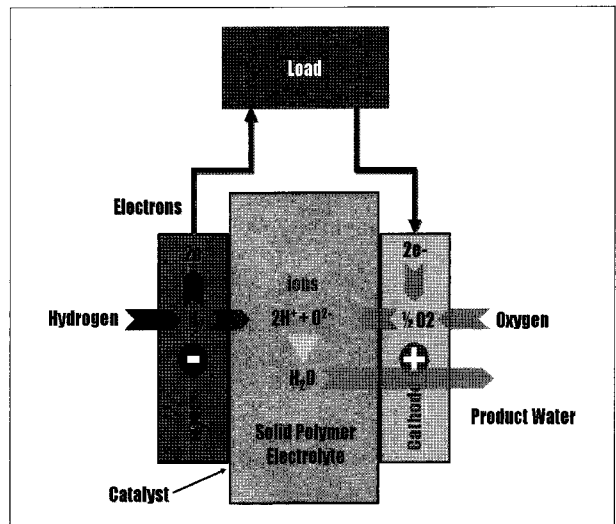 Load
Electrons
2e-
2e-
ions
Hydrogen
2H⁺ + O²⁻
½ O2
Oxygen
-
+
H₂O
Cathode
Product Water
Solid Polymer
Electrolyte
Catalyst